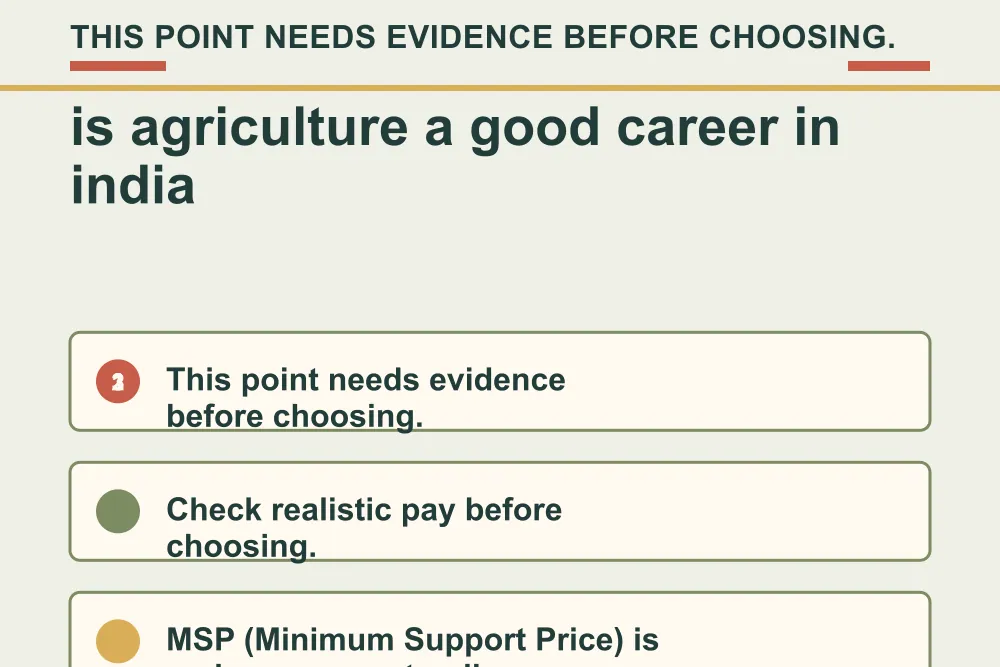 THIS POINT NEEDS EVIDENCE BEFORE CHOOSING.
is agriculture a good career in
india
This point needs evidence
before choosing.
Check realistic pay before
choosing.
MSP (Minimum Support Price) is